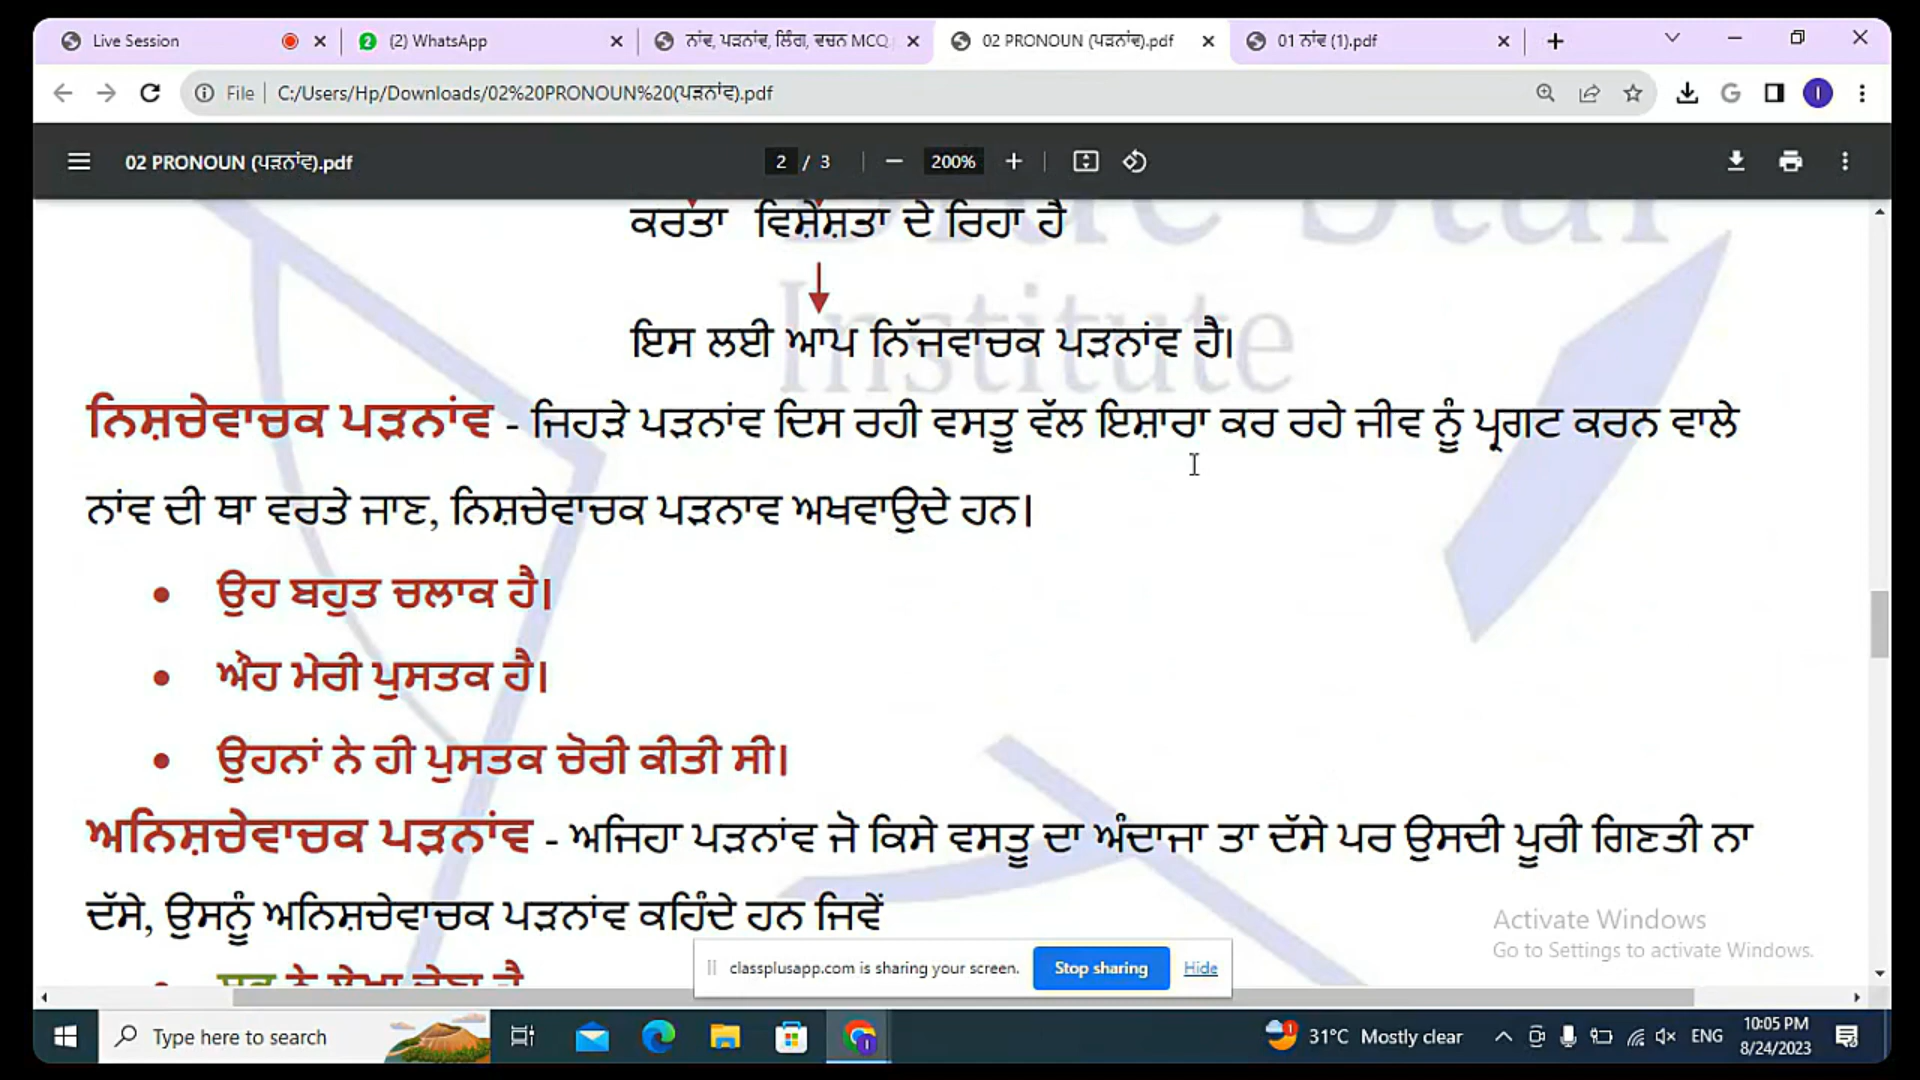 Live Session
(2) WhatsApp
ਨਾਂਵ, ਪੜਨਾਂਵ, ਲਿੰਗ, ਵਚਨ MCQ
02 PRONOUN (ਪੜਨਾਂਵ).pdf
01 ਨਾਂਵ (1).pdf
File
C:/Users/Hp/Downloads/02%20PRONOUN%20(ਪੜਨਾਂਵ).pdf
02 PRONOUN (ਪੜਨਾਂਵ).pdf
2 / 3
200%
Star
Institute
ਕਰਤਾ ਵਿਸ਼ੇਸ਼ਤਾ ਦੇ ਰਿਹਾ ਹੈ
ਇਸ ਲਈ ਆਪ ਨਿੱਜਵਾਚਕ ਪੜਨਾਂਵ ਹੈ।
ਨਿਸ਼ਚੇਵਾਚਕ ਪੜਨਾਂਵ - ਜਿਹੜੇ ਪੜਨਾਂਵ ਦਿਸ ਰਹੀ ਵਸਤੂ ਵੱਲ ਇਸ਼ਾਰਾ ਕਰ ਰਹੇ ਜੀਵ ਨੂੰ ਪ੍ਰਗਟ ਕਰਨ ਵਾਲੇ
ਨਾਂਵ ਦੀ ਥਾ ਵਰਤੇ ਜਾਣ, ਨਿਸ਼ਚੇਵਾਚਕ ਪੜਨਾਵ ਅਖਵਾਉਦੇ ਹਨ।
• ਉਹ ਬਹੁਤ ਚਲਾਕ ਹੈ।
• ਔਹ ਮੇਰੀ ਪੁਸਤਕ ਹੈ।
• ਉਹਨਾਂ ਨੇ ਹੀ ਪੁਸਤਕ ਚੋਰੀ ਕੀਤੀ ਸੀ।
ਅਨਿਸ਼ਚੇਵਾਚਕ ਪੜਨਾਂਵ - ਅਜਿਹਾ ਪੜਨਾਂਵ ਜੋ ਕਿਸੇ ਵਸਤੂ ਦਾ ਅੰਦਾਜਾ ਤਾ ਦੱਸੇ ਪਰ ਉਸਦੀ ਪੂਰੀ ਗਿਣਤੀ ਨਾ
ਦੱਸੇ, ਉਸਨੂੰ ਅਨਿਸ਼ਚੇਵਾਚਕ ਪੜਨਾਂਵ ਕਹਿੰਦੇ ਹਨ ਜਿਵੇਂ
Activate Windows
Go to Settings to activate Windows.
classplusapp.com is sharing your screen.
Stop sharing
Hide
Type here to search
31°C Mostly clear
ENG
10:05 PM
8/24/2023